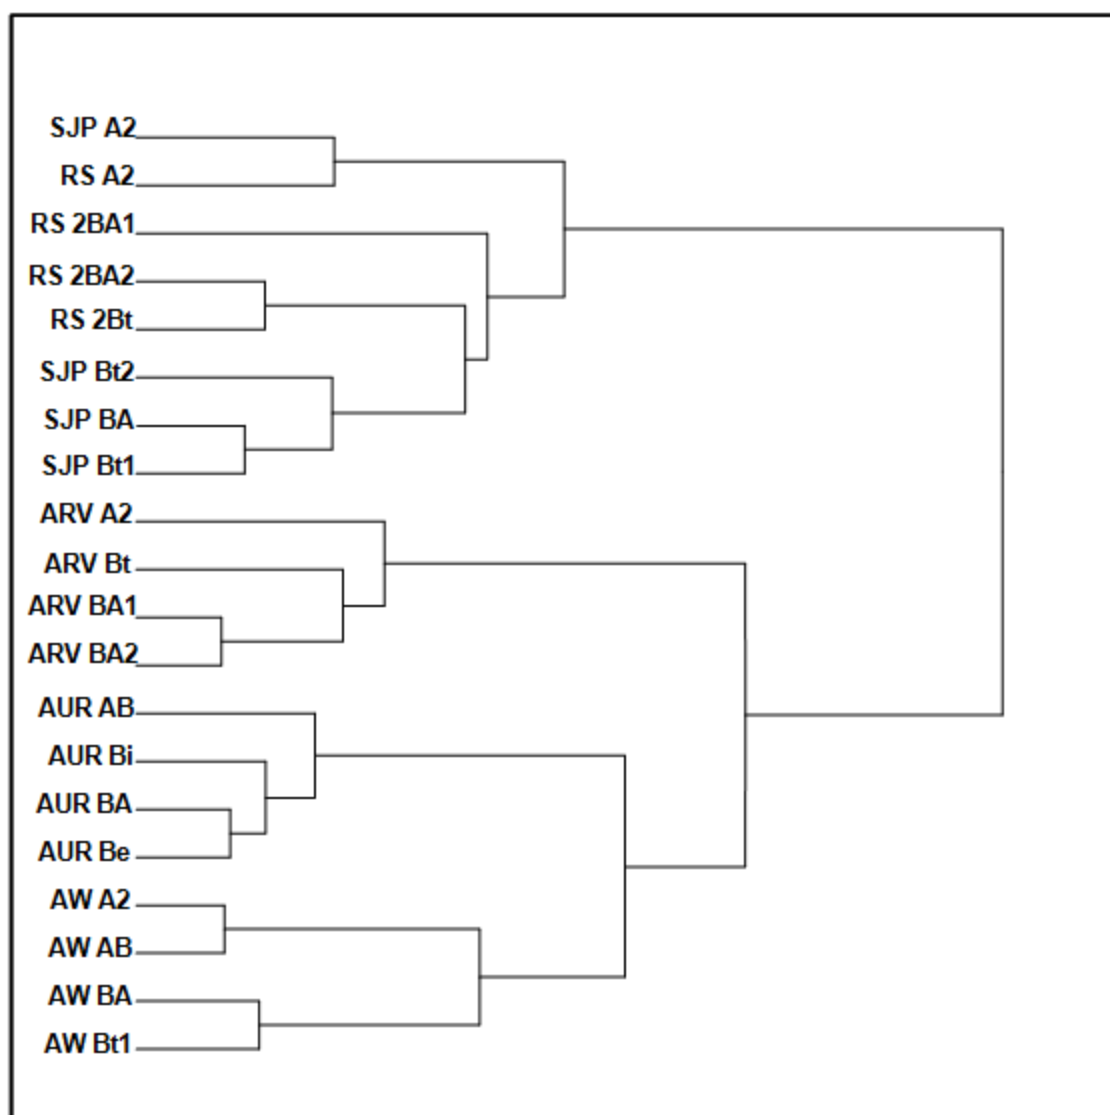 SJP A2
RS A2
RS 2BA1
RS 2BA2
RS 2Bt
SJP Bt2
SJP BA
SJP Bt1
ARV A2
ARV Bt
ARV BA1
ARV BA2
AUR AB
AUR Bi
AUR BA
AUR Be
AW A2
AW AB
AW BA
AW Bt1